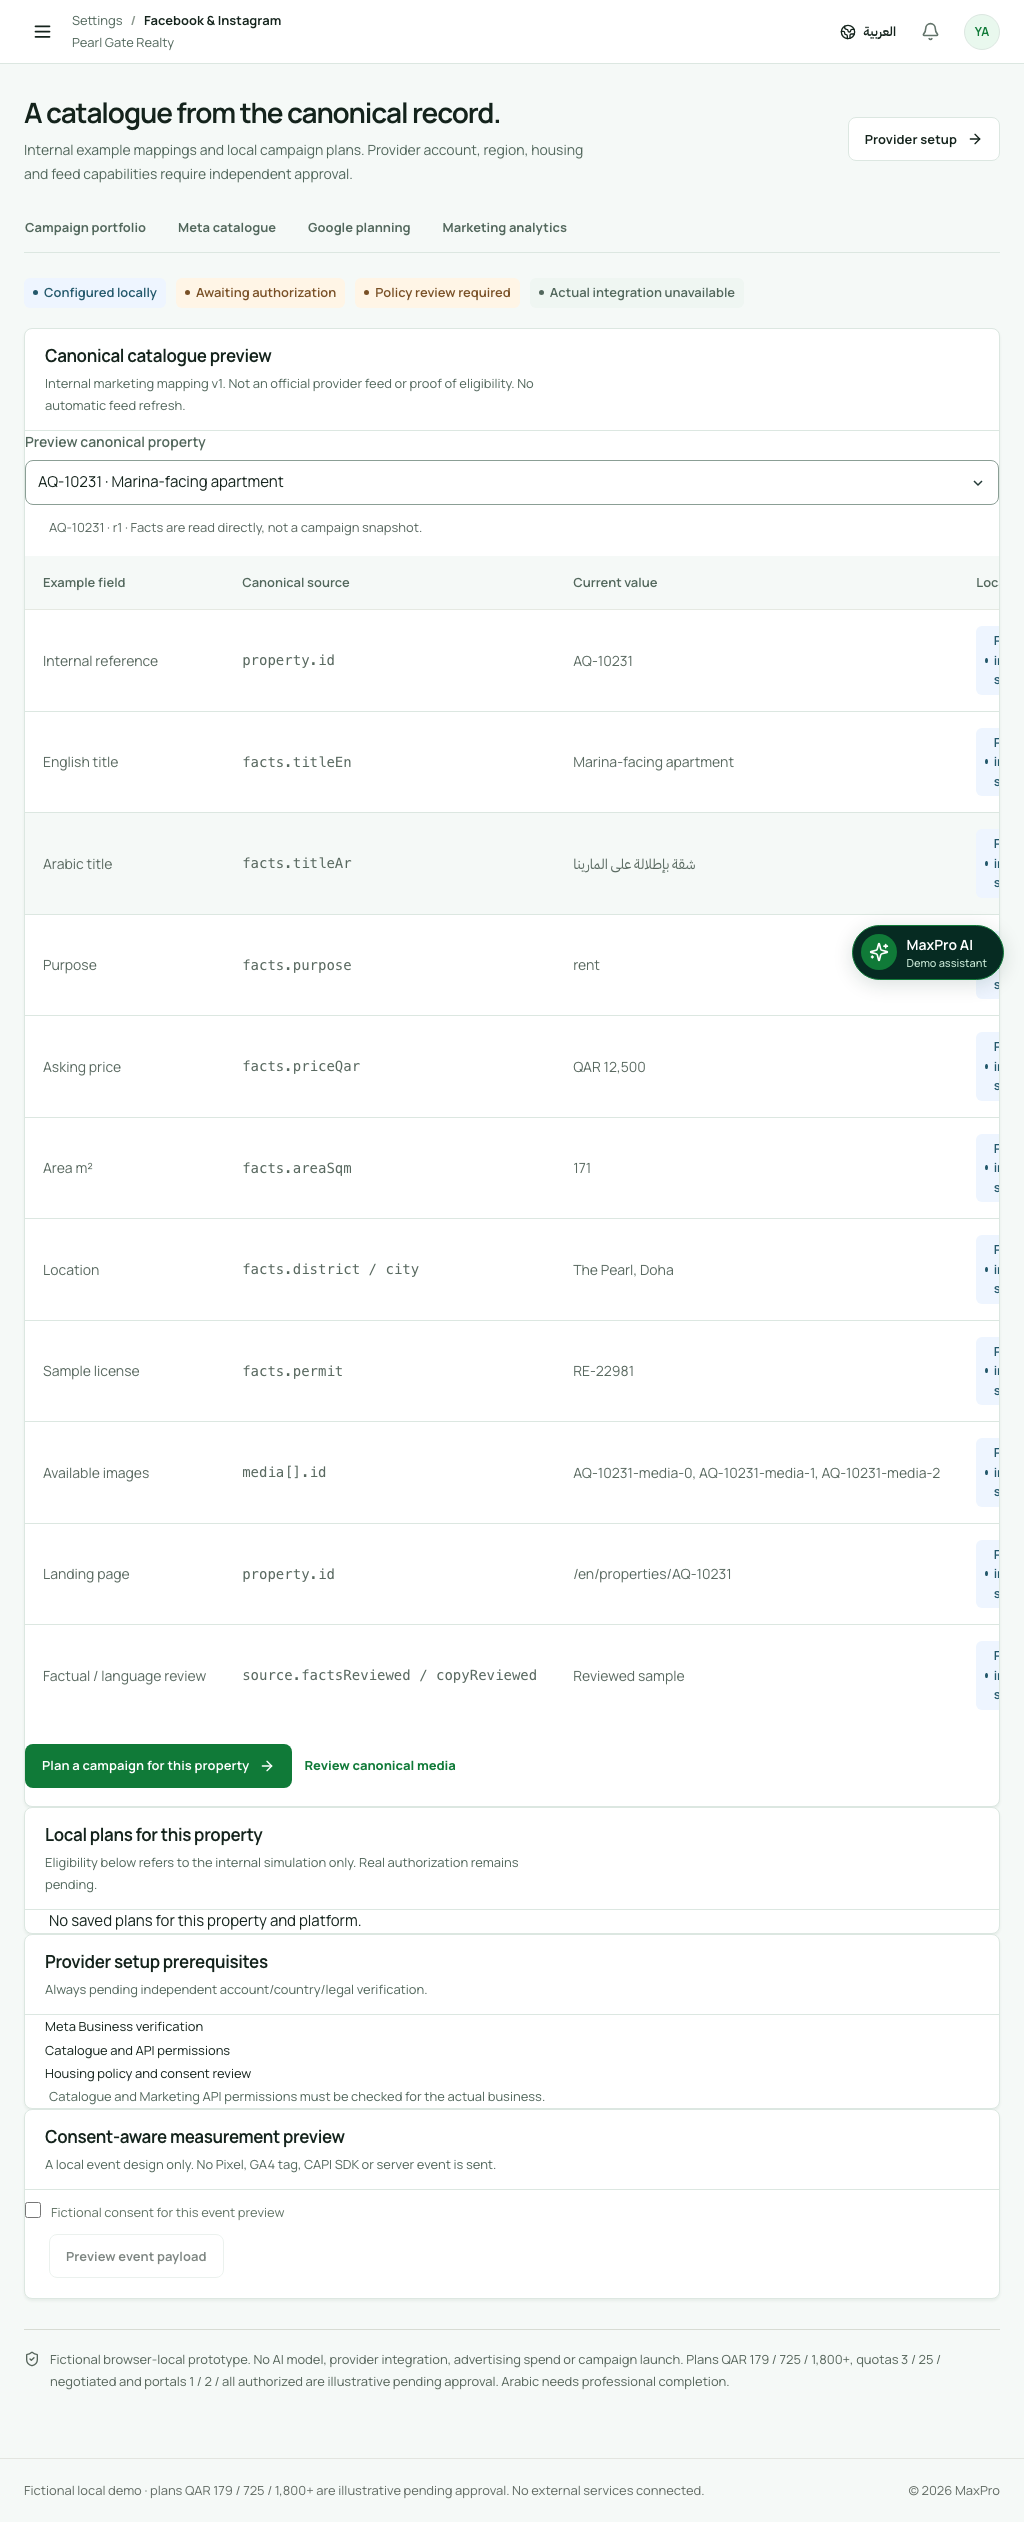 Settings / Facebook & Instagram
Pearl Gate Realty
العربية
YA
A catalogue from the canonical record.
Internal example mappings and local campaign plans. Provider account, region, housing
and feed capabilities require independent approval.
Provider setup
Campaign portfolio Meta catalogue Google planning Marketing analytics
Configured locally Awaiting authorization Policy review required Actual integration unavailable
Canonical catalogue preview
Internal marketing mapping v1. Not an official provider feed or proof of eligibility. No
automatic feed refresh.
Preview canonical property
AQ-10231 · Marina-facing apartment
AQ-10231 · r1 · Facts are read directly, not a campaign snapshot.
Example field Canonical source Current value
Internal reference property.id AQ-10231
English title facts.titleEn Marina-facing apartment
Arabic title facts.titleAr شقة بإطلالة على المارينا
Purpose facts.purpose rent
MaxPro AI
Demo assistant
Asking price facts.priceQar QAR 12,500
Area m² facts.areaSqm 171
Location facts.district / city The Pearl, Doha
Sample license facts.permit RE-22981
Available images media[].id AQ-10231-media-0, AQ-10231-media-1, AQ-10231-media-2
Landing page property.id /en/properties/AQ-10231
Factual / language review source.factsReviewed / copyReviewed Reviewed sample
Plan a campaign for this property Review canonical media
Local plans for this property
Eligibility below refers to the internal simulation only. Real authorization remains
pending.
No saved plans for this property and platform.
Provider setup prerequisites
Always pending independent account/country/legal verification.
Meta Business verification
Catalogue and API permissions
Housing policy and consent review
Catalogue and Marketing API permissions must be checked for the actual business.
Consent-aware measurement preview
A local event design only. No Pixel, GA4 tag, CAPI SDK or server event is sent.
Fictional consent for this event preview
Preview event payload
Fictional browser-local prototype. No AI model, provider integration, advertising spend or campaign launch. Plans QAR 179 / 725 / 1,800+, quotas 3 / 25 /
negotiated and portals 1 / 2 / all authorized are illustrative pending approval. Arabic needs professional completion.
Fictional local demo · plans QAR 179 / 725 / 1,800+ are illustrative pending approval. No external services connected.
© 2026 MaxPro